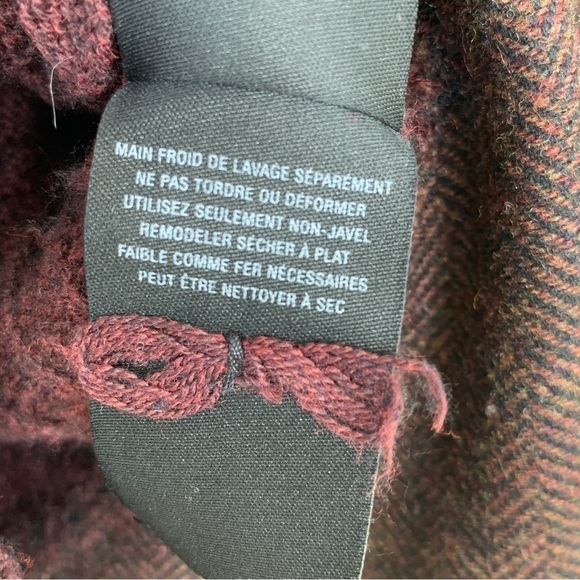 MAIN FROID DE LAVAGE SÉPARÉMENT
NE PAS TORDRE OU DÉFORMER
UTILISEZ SEULEMENT NON-JAVEL
REMODELER SÉCHER À PLAT
FAIBLE COMME FER NÉCESSAIRES
PEUT ÊTRE NETTOYER À SEC